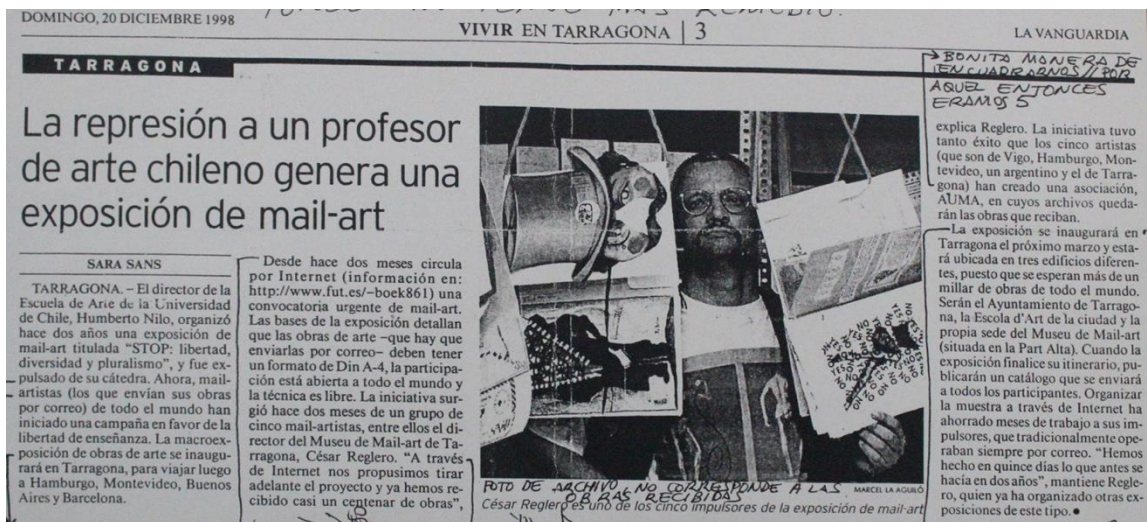 DOMINGO, 20 DICIEMBRE 1998
VIVIR EN TARRAGONA | 3
LA VANGUARDIA
TARRAGONA
La represión a un profesor
de arte chileno genera una
exposición de mail-art
SARA SANS
TARRAGONA. – El director de la
Escuela de Arte de la Universidad
de Chile, Humberto Nilo, organizó
hace dos años una exposición de
mail-art titulada “STOP: libertad,
diversidad y pluralismo”, y fue ex-
pulsado de su cátedra. Ahora, mail-
artistas (los que envían sus obras
por correo) de todo el mundo han
iniciado una campaña en favor de la
libertad de enseñanza. La macroex-
posición de obras de arte se inaugu-
rará en Tarragona, para viajar luego
a Hamburgo, Montevideo, Buenos
Aires y Barcelona.
Desde hace dos meses circula
por Internet (información en:
http://www.fut.es/~boek861) una
convocatoria urgente de mail-art.
Las bases de la exposición detallan
que las obras de arte –que hay que
enviarlas por correo– deben tener
un formato de Din A-4, la participa-
ción está abierta a todo el mundo y
la técnica es libre. La iniciativa sur-
gió hace dos meses de un grupo de
cinco mail-artistas, entre ellos el di-
rector del Museu de Mail-art de Ta-
rragona, César Reglero. “A través
de Internet nos propusimos tirar
adelante el proyecto y ya hemos re-
cibido casi un centenar de obras”,
FOTO DE ARCHIVO NO CORRESPONDE A LAS
OBRAS RECIBIDAS
MARCEL·LA AGUILÓ
César Reglero es uno de los cinco impulsores de la exposición de mail-art
BONITA MANERA DE
ENCUADRARNOS // POR
AQUEL ENTONCES
ERAMOS 5
explica Reglero. La iniciativa tuvo
tanto éxito que los cinco artistas
(que son de Vigo, Hamburgo, Mon-
tevideo, un argentino y el de Tarra-
gona) han creado una asociación,
AUMA, en cuyos archivos queda-
rán las obras que reciban.
La exposición se inaugurará en
Tarragona el próximo marzo y esta-
rá ubicada en tres edificios diferen-
tes, puesto que se esperan más de un
millar de obras de todo el mundo.
Serán el Ayuntamiento de Tarrago-
na, la Escola d'Art de la ciudad y la
propia sede del Museu de Mail-art
(situada en la Part Alta). Cuando la
exposición finalice su itinerario, pu-
blicarán un catálogo que se enviará
a todos los participantes. Organizar
la muestra a través de Internet ha
ahorrado meses de trabajo a sus im-
pulsores, que tradicionalmente ope-
raban siempre por correo. “Hemos
hecho en quince días lo que antes se
hacía en dos años”, mantiene Regle-
ro, quien ya ha organizado otras ex-
posiciones de este tipo.●